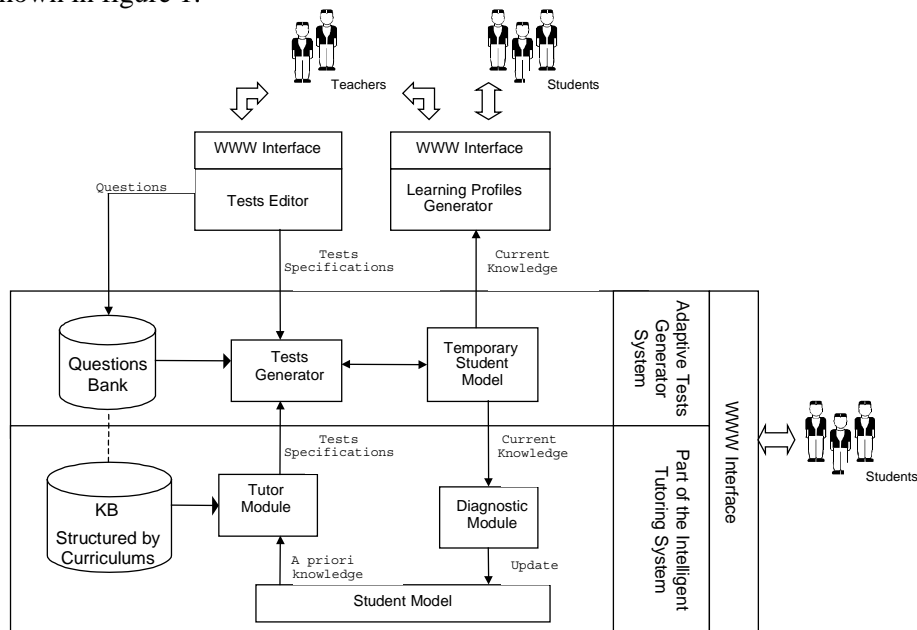 nown in figure 1.
Teachers
Students
WWW Interface
WWW Interface
Questions
Tests Editor
Learning Profiles
Generator
Tests
Specifications
Current
Knowledge
Questions
Bank
Tests
Generator
Temporary
Student
Model
Adaptive Tests
Generator
System
WWW Interface
Students
Tests
Specifications
Current
Knowledge
KB
Structured by
Curriculums
Tutor
Module
Diagnostic
Module
Part of the Intelligent
Tutoring System
A priori
knowledge
Update
Student Model